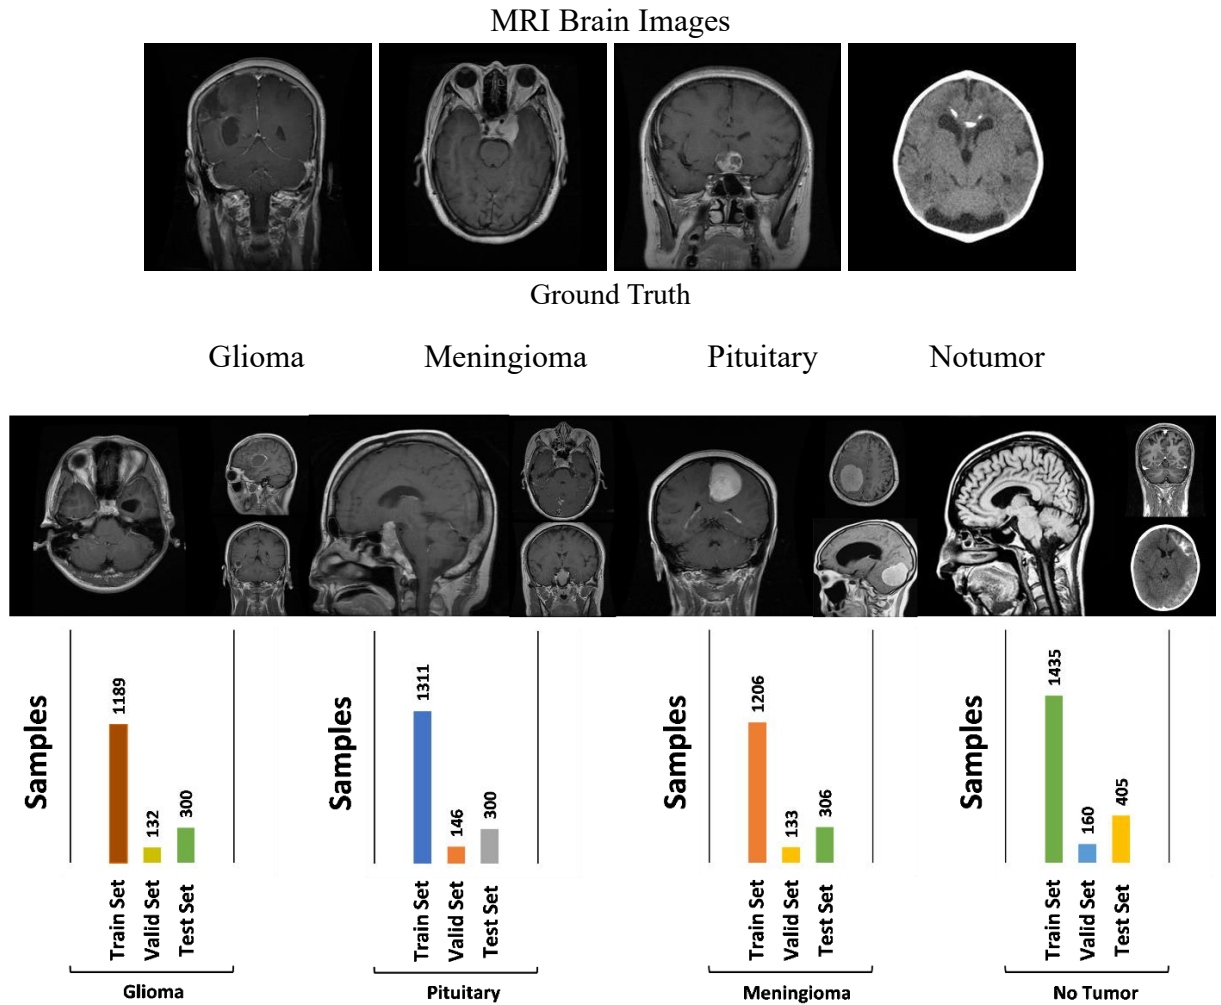 MRI Brain Images
Ground Truth
Glioma Meningioma Pituitary Notumor
Samples
1189
132
300
Train Set
Valid Set
Test Set
Glioma
Samples
1311
146
300
Train Set
Valid Set
Test Set
Pituitary
Samples
1206
133
306
Train Set
Valid Set
Test Set
Meningioma
Samples
1435
160
405
Train Set
Valid Set
Test Set
No Tumor